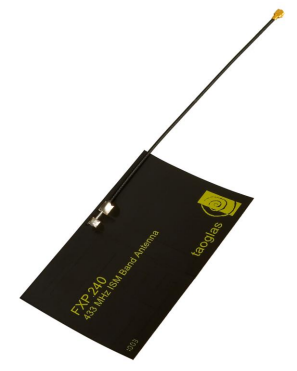 FXP.240
433 MHz ISM Band Antenna
taoglas